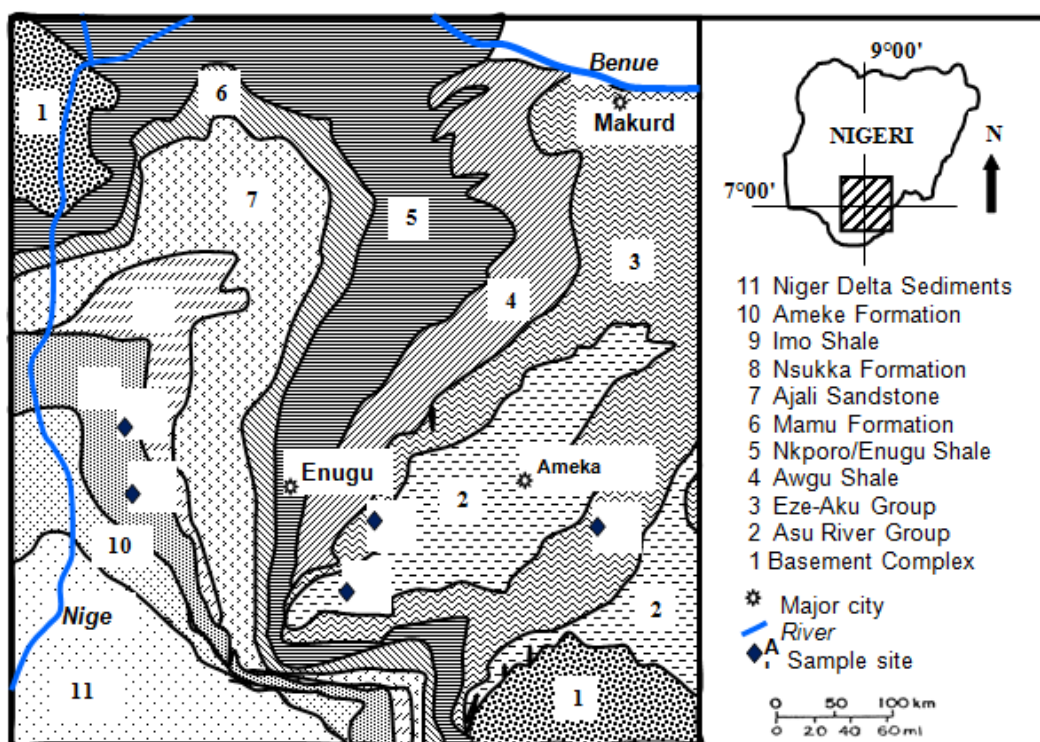 Benue
Makurd
1
6
7
5
3
4
Enugu
Ameka
2
10
2
Nige
11
1
9°00'
NIGERI
N
7°00'
11 Niger Delta Sediments
10 Ameke Formation
9 Imo Shale
8 Nsukka Formation
7 Ajali Sandstone
6 Mamu Formation
5 Nkporo/Enugu Shale
4 Awgu Shale
3 Eze-Aku Group
2 Asu River Group
1 Basement Complex
Major city
River
A Sample site
0 50 100 km
0 20 40 60 mi